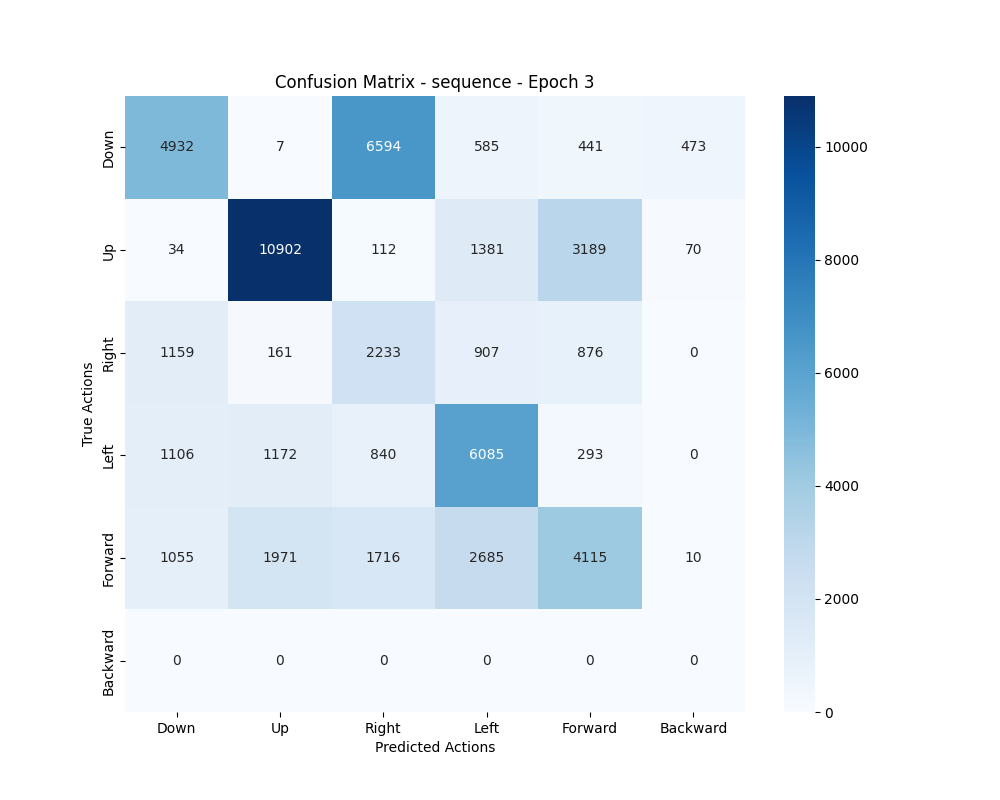 Confusion Matrix - sequence - Epoch 3
True Actions
Down 4932 7 6594 585 441 473
Up 34 10902 112 1381 3189 70
Right 1159 161 2233 907 876 0
Left 1106 1172 840 6085 293 0
Forward 1055 1971 1716 2685 4115 10
Backward 0 0 0 0 0 0
Down Up Right Left Forward Backward
Predicted Actions
10000
8000
6000
4000
2000
0